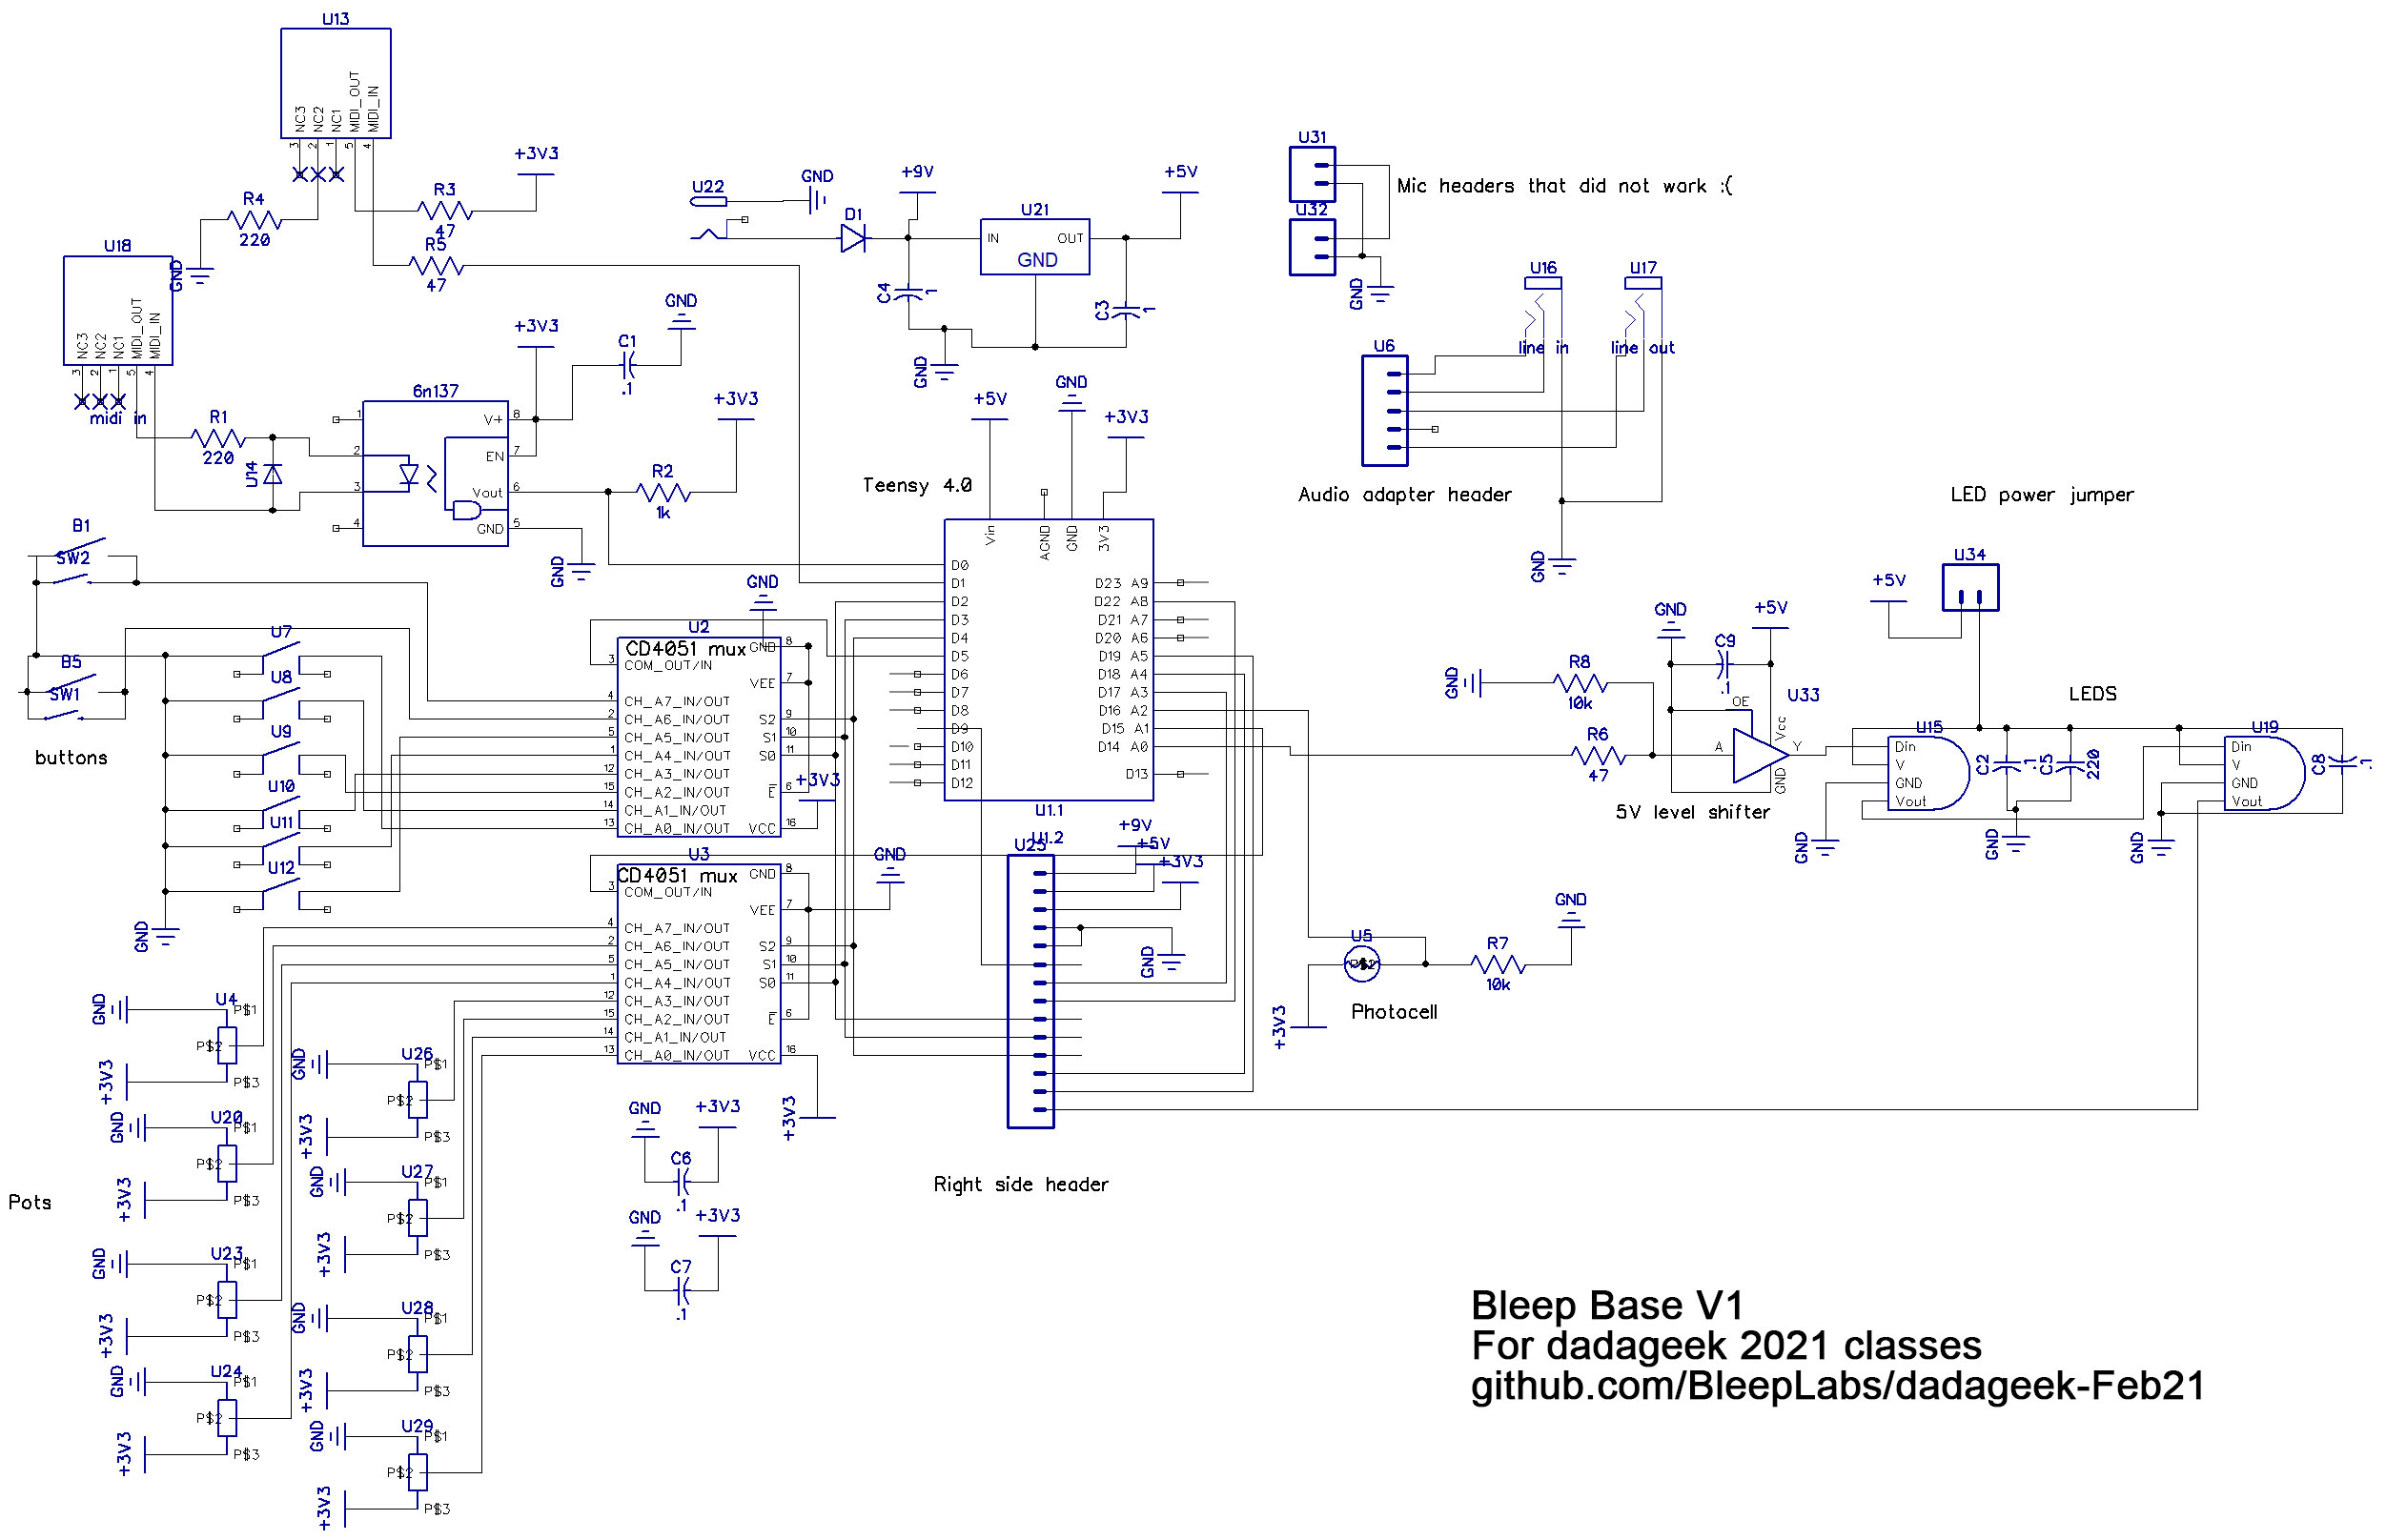 U13
NC3
NC2
NC1
MIDI_OUT
MIDI_IN
3
2
1
5
4
+3V3
R4
220
GND
R3
47
R5
47
U18
NC3
NC2
NC1
MIDI_OUT
MIDI_IN
3
2
1
5
4
midi in
R1
220
U14
6n137
1
2
3
4
V+
8
EN
7
Vout
6
GND
5
+3V3
C1
.1
GND
R2
1k
+3V3
GND
U22
GND
D1
+9V
U21
IN
OUT
GND
+5V
C4
1
C3
1
GND
U31
U32
Mic headers that did not work :(
GND
U16
U17
line in
line out
U6
Audio adapter header
GND
B1
SW2
B5
SW1
buttons
U7
U8
U9
U10
U11
U12
GND
GND
U2
CD4051 mux
3
COM_OUT/IN
4
CH_A7_IN/OUT
2
CH_A6_IN/OUT
5
CH_A5_IN/OUT
1
CH_A4_IN/OUT
12
CH_A3_IN/OUT
15
CH_A2_IN/OUT
14
CH_A1_IN/OUT
13
CH_A0_IN/OUT
GND
8
VEE
7
S2
9
S1
10
S0
11
E
6
VCC
16
+3V3
U3
CD4051 mux
3
COM_OUT/IN
4
CH_A7_IN/OUT
2
CH_A6_IN/OUT
5
CH_A5_IN/OUT
1
CH_A4_IN/OUT
12
CH_A3_IN/OUT
15
CH_A2_IN/OUT
14
CH_A1_IN/OUT
13
CH_A0_IN/OUT
GND
8
VEE
7
S2
9
S1
10
S0
11
E
6
VCC
16
GND
+3V3
Teensy 4.0
+5V
GND
+3V3
Vin
AGND
GND
3V3
D0
D1
D2
D3
D4
D5
D6
D7
D8
D9
D10
D11
D12
D23 A9
D22 A8
D21 A7
D20 A6
D19 A5
D18 A4
D17 A3
D16 A2
D15 A1
D14 A0
D13
U1.1
U1.2
U25
+9V
+5V
+3V3
GND
Right side header
U5
P$2
Photocell
+3V3
R7
10k
GND
GND
R8
10k
R6
47
GND
C9
.1
+5V
U33
OE
A
Y
Vcc
GND
5V level shifter
LED power jumper
U34
+5V
LEDS
U15
Din
V
GND
Vout
GND
C2
.1
C5
220
GND
U19
Din
V
GND
Vout
C8
.1
GND
Pots
GND
U4
P$1
P$2
P$3
+3V3
GND
U20
P$1
P$2
P$3
+3V3
GND
U23
P$1
P$2
P$3
+3V3
GND
U24
P$1
P$2
P$3
+3V3
GND
U26
P$1
P$2
P$3
+3V3
GND
U27
P$1
P$2
P$3
+3V3
GND
U28
P$1
P$2
P$3
+3V3
GND
U29
P$1
P$2
P$3
+3V3
GND
+3V3
C6
.1
GND
+3V3
C7
.1
Bleep Base V1
For dadageek 2021 classes
github.com/BleepLabs/dadageek-Feb21